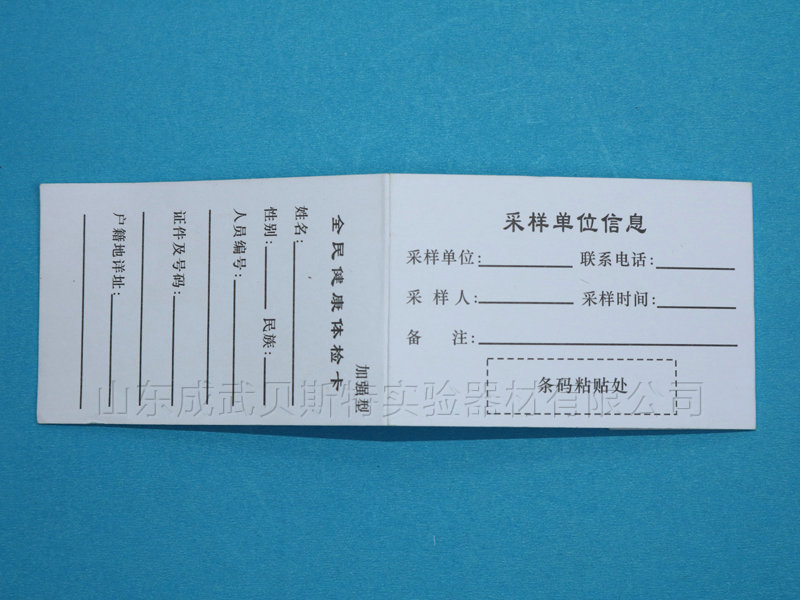 全民健康体检卡
加强型
姓名:
性别: 民族:
人员编号:
证件及号码:
户籍地详址:
采样单位信息
采样单位: 联系电话:
采 样 人: 采样时间:
备 注:
条码粘贴处
山东成武贝斯特实验器材有限公司